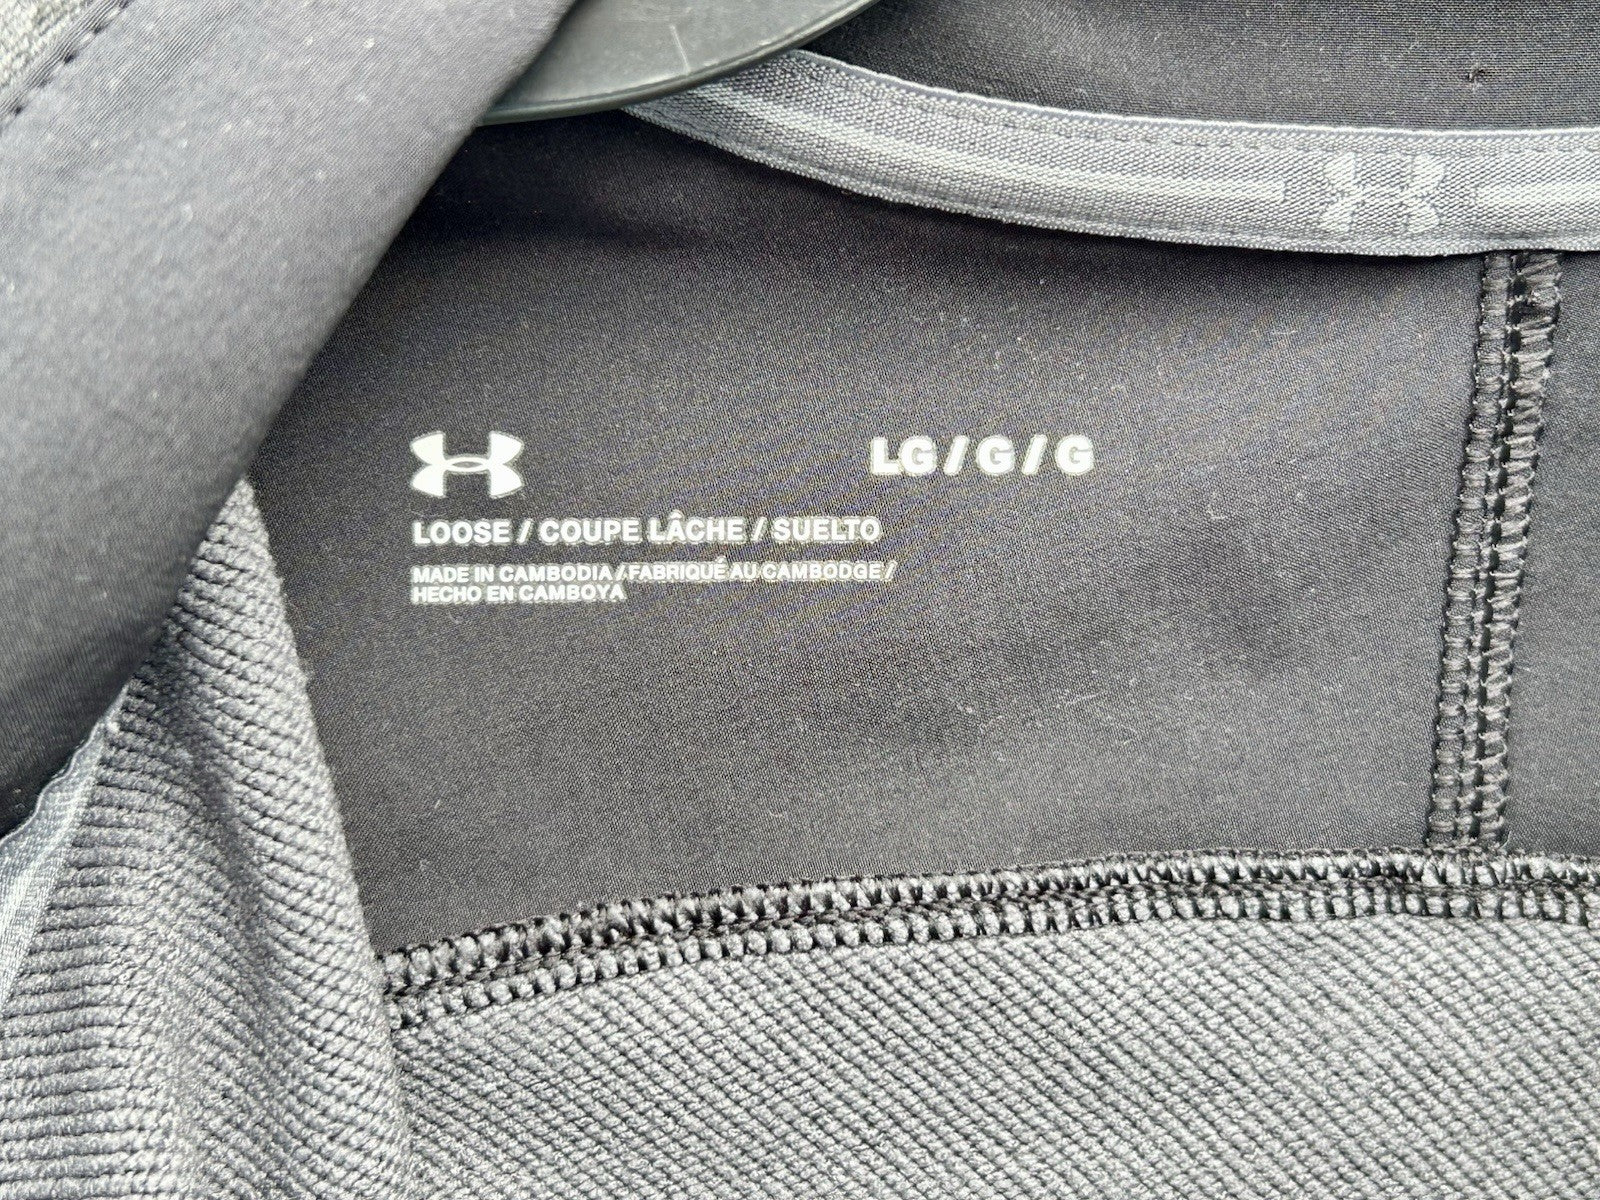 LG / G / G
LOOSE / COUPE LÂCHE / SUELTO
MADE IN CAMBODIA / FABRIQUÉ AU CAMBODGE /
HECHO EN CAMBOYA